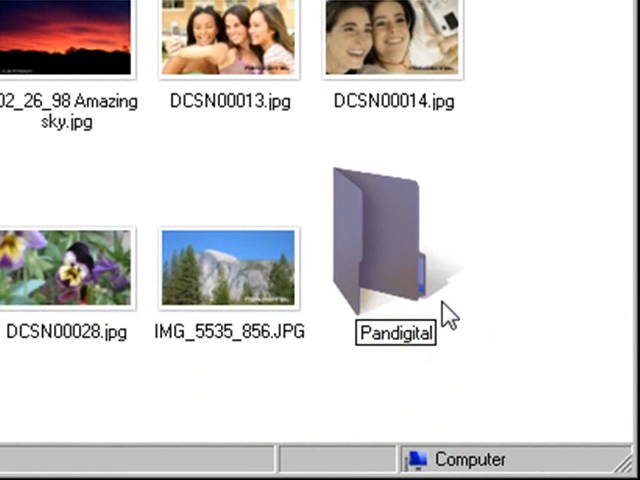 02_26_98 Amazing
sky.jpg
DCSN00013.jpg
DCSN00014.jpg
DCSN00028.jpg
IMG_5535_856.JPG
Pandigital
Computer